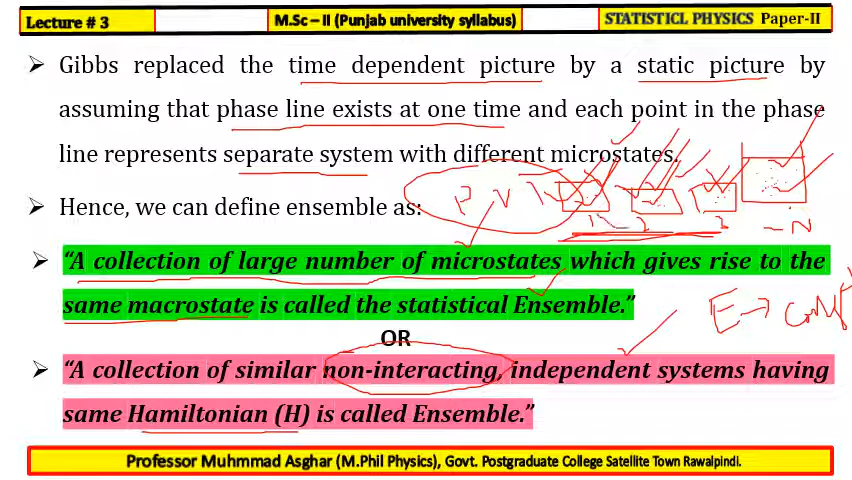 Lecture # 3
M.Sc – II (Punjab university syllabus)
STATISTICL PHYSICS Paper-II
➢ Gibbs replaced the time dependent picture by a static picture by
assuming that phase line exists at one time and each point in the phase
line represents separate system with different microstates.
P V
1 2 3 – N
➢ Hence, we can define ensemble as:
➢ “A collection of large number of microstates which gives rise to the
same macrostate is called the statistical Ensemble.”
E →
OR
➢ “A collection of similar non-interacting, independent systems having
same Hamiltonian (H) is called Ensemble.”
Professor Muhmmad Asghar (M.Phil Physics), Govt. Postgraduate College Satellite Town Rawalpindi.